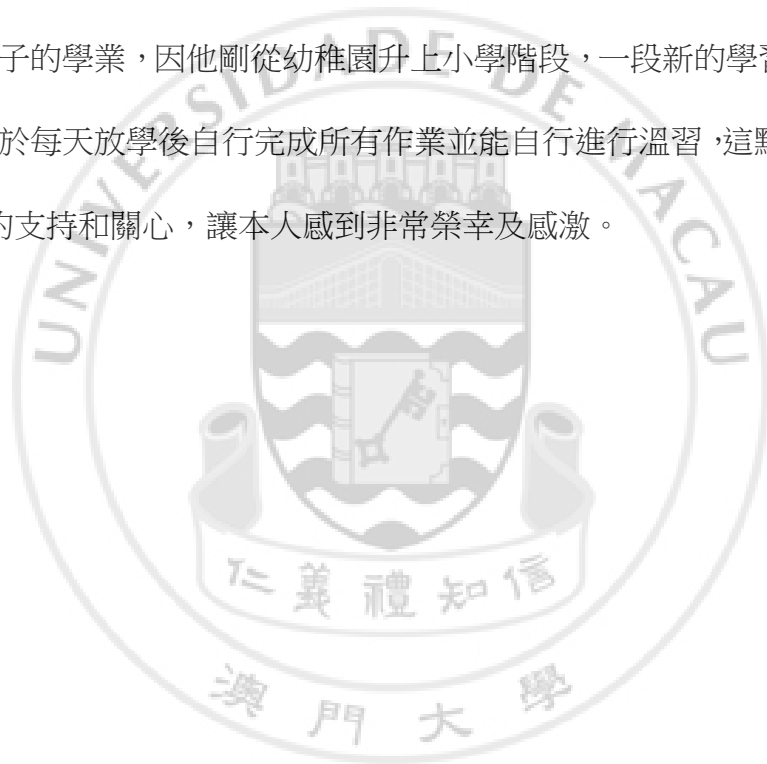 子的學業，因他剛從幼稚園升上小學階段，一段新的學習
於每天放學後自行完成所有作業並能自行進行溫習，這點
的支持和關心，讓本人感到非常榮幸及感激。
UNIVERSIDADE DE MACAU
仁義禮知信
澳門大學